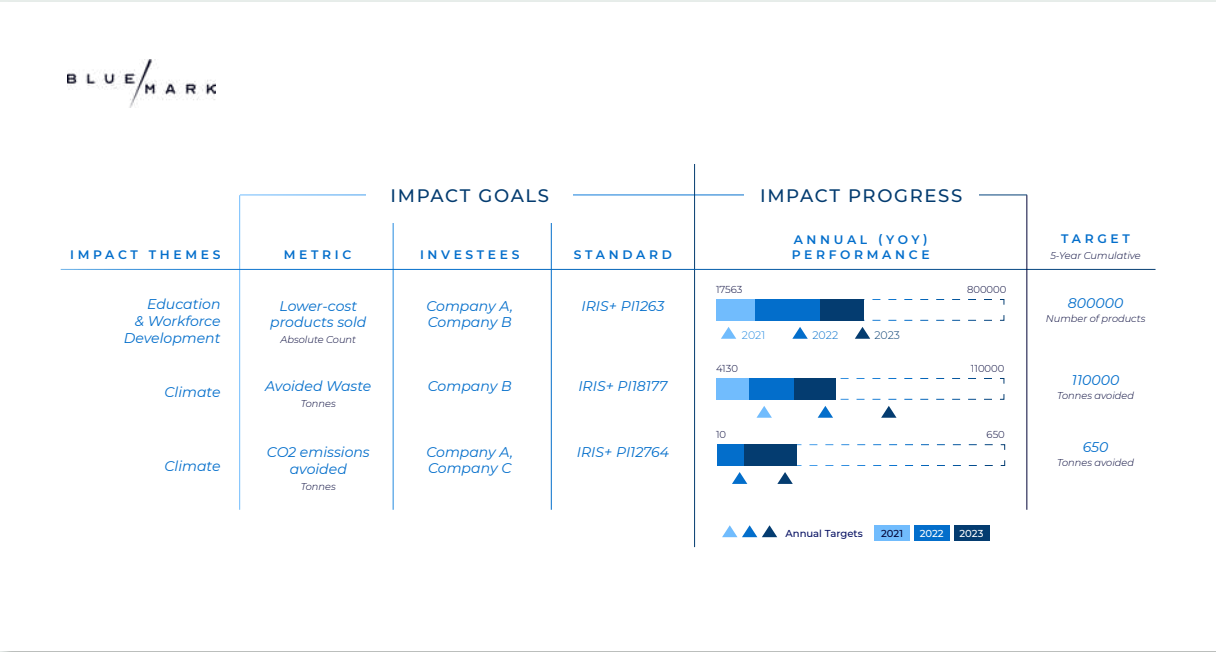 BLUE/MARK
IMPACT GOALS
IMPACT PROGRESS
IMPACT THEMES
METRIC
INVESTEES
STANDARD
ANNUAL (YOY)
PERFORMANCE
TARGET
5-Year Cumulative
Education
& Workforce
Development
Lower-cost
products sold
Absolute Count
Company A,
Company B
IRIS+ PI1263
17563 800000
2021 2022 2023
800000
Number of products
Climate
Avoided Waste
Tonnes
Company B
IRIS+ PI18177
4130 110000
110000
Tonnes avoided
Climate
CO2 emissions
avoided
Tonnes
Company A,
Company C
IRIS+ PI12764
10 650
650
Tonnes avoided
Annual Targets 2021 2022 2023